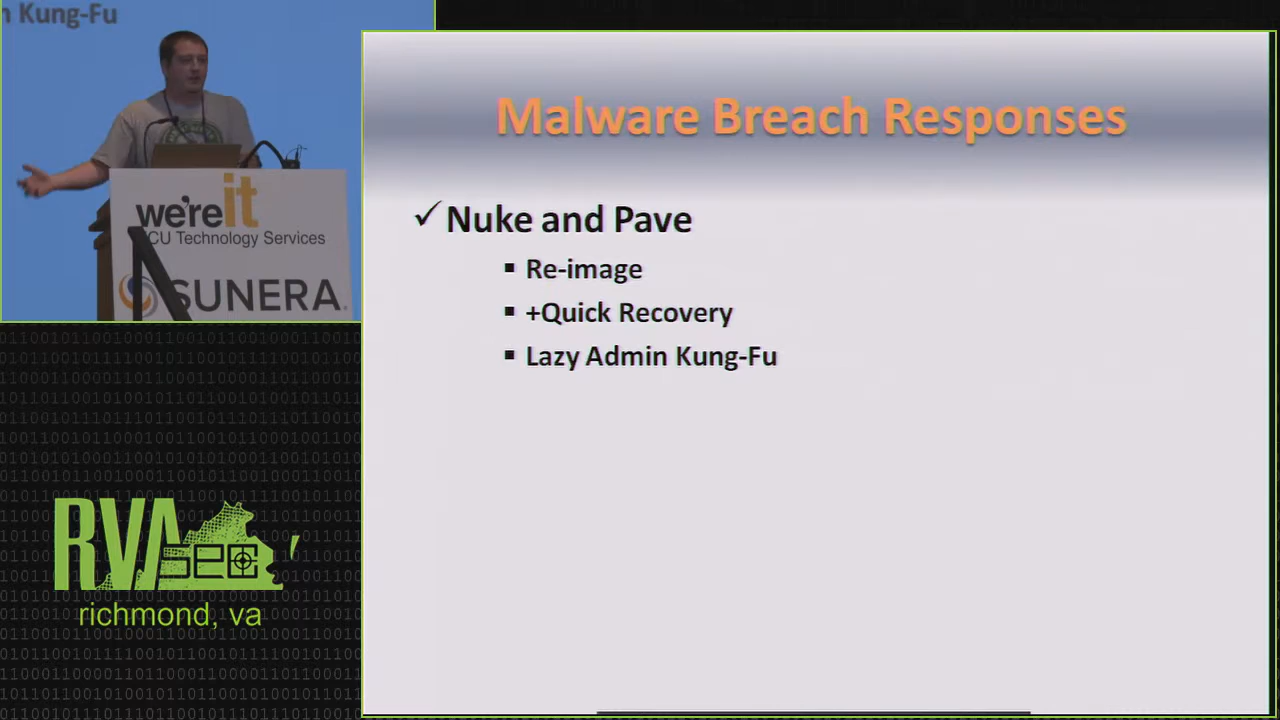 n Kung-Fu
we're it
CU Technology Services
SUNERA
Malware Breach Responses
✓ Nuke and Pave
▪ Re-image
▪ +Quick Recovery
▪ Lazy Admin Kung-Fu
RVAsec
richmond, va